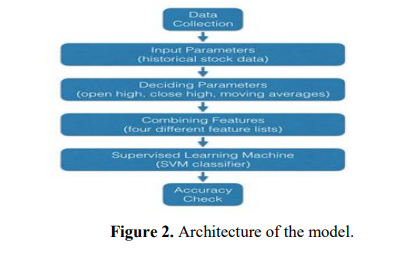 Data
Collection
Input Parameters
(historical stock data)
Deciding Parameters
(open high, close high, moving averages)
Combining Features
(four different feature lists)
Supervised Learning Machine
(SVM classifier)
Accuracy
Check
Figure 2. Architecture of the model.